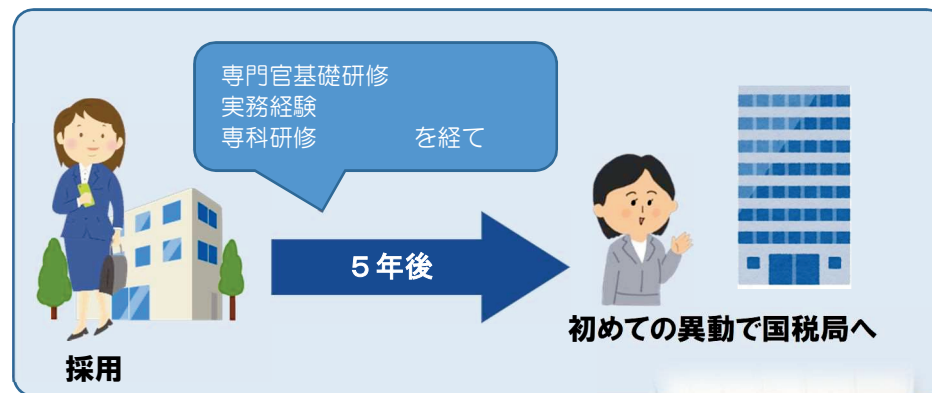 専門官基礎研修
実務経験
専科研修　　　　を経て
５年後
採用
初めての異動で国税局へ